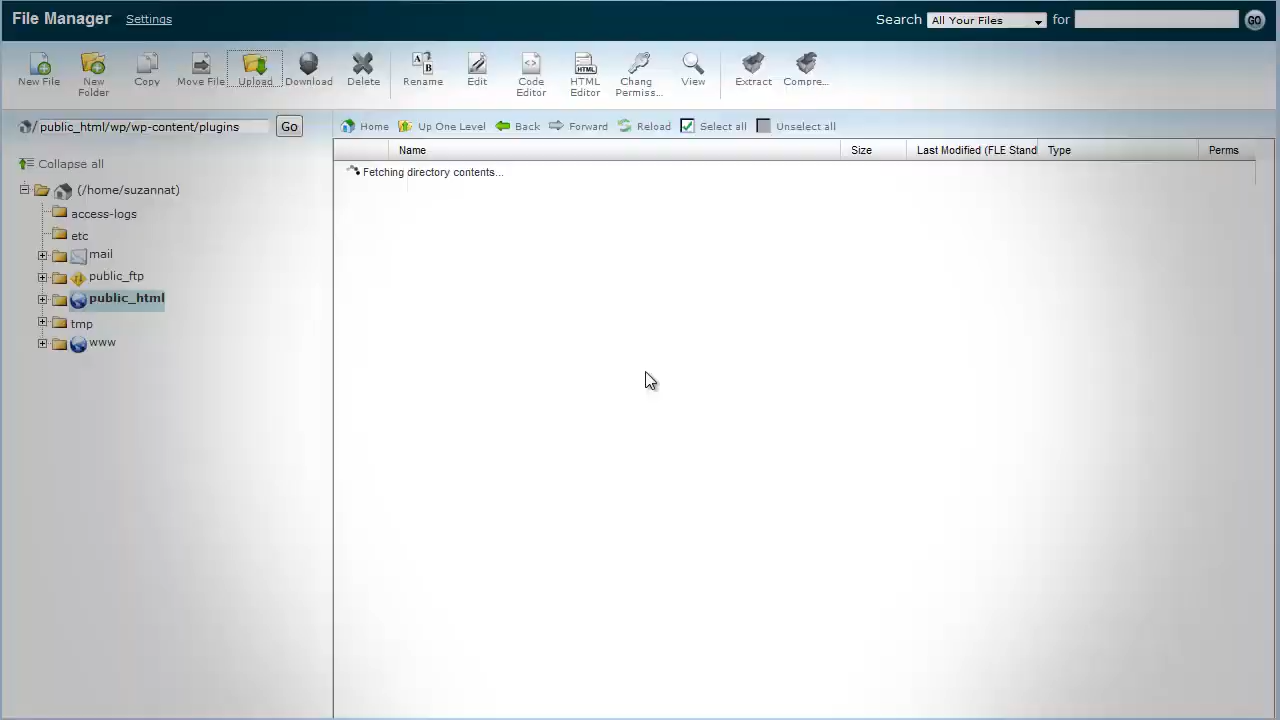 File Manager Settings Search All Your Files for GO
New File New Folder Copy Move File Upload Download Delete Rename Edit Code Editor HTML Editor Chang Permiss... View Extract Compre...
/ public_html/wp/wp-content/plugins Go Home Up One Level Back Forward Reload Select all Unselect all
Name Size Last Modified (FLE Stand Type Perms
Collapse all
Fetching directory contents...
(/home/suzannat)
access-logs
etc
mail
public_ftp
public_html
tmp
www